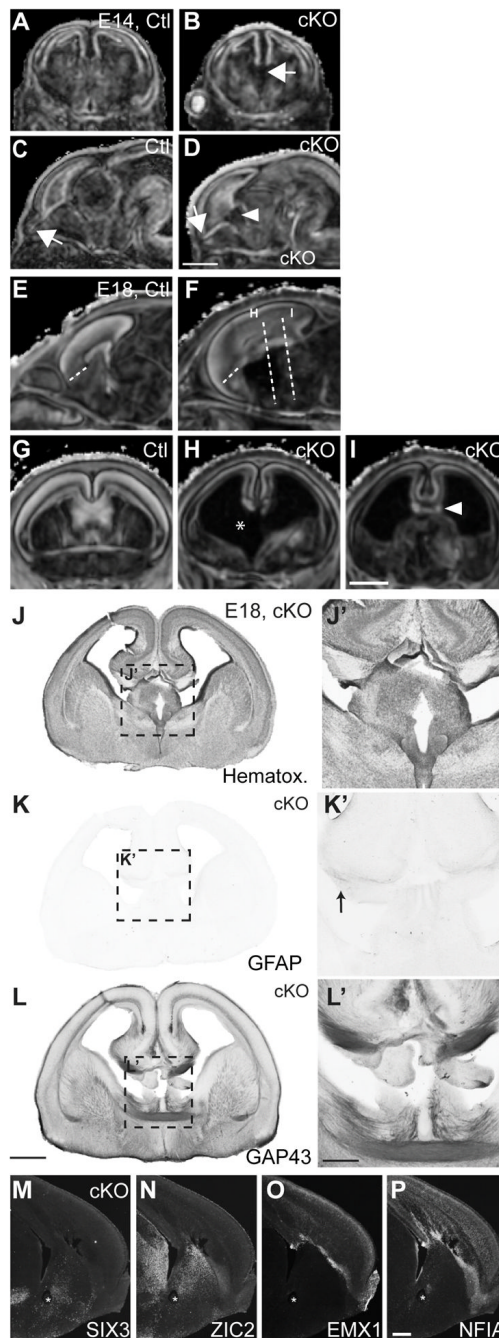 A E14, Ctl
B cKO
C Ctl
D cKO
E E18, Ctl
F H I
G Ctl
H cKO
I cKO
J E18, cKO
J'
Hematox.
J'
K cKO
K'
GFAP
K'
L cKO
GAP43
L'
M cKO
SIX3
N
ZIC2
O
EMX1
P
NFIA